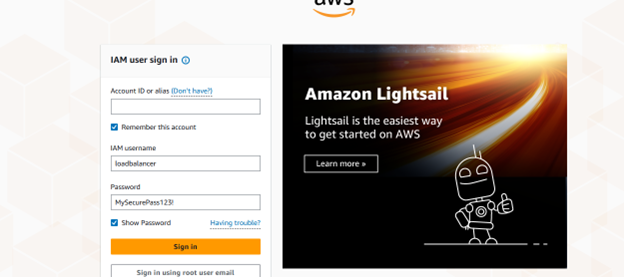 aws
IAM user sign in
Account ID or alias (Don't have?)
Remember this account
IAM username
loadbalancer
Password
MySecurePass123!
Show Password
Having trouble?
Sign in
Sign in using root user email
Amazon Lightsail
Lightsail is the easiest way
to get started on AWS
Learn more »